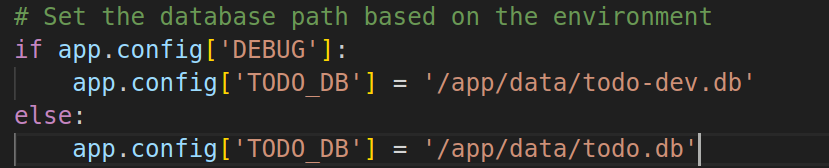 # Set the database path based on the environment
if app.config['DEBUG']:
    app.config['TODO_DB'] = '/app/data/todo-dev.db'
else:
    app.config['TODO_DB'] = '/app/data/todo.db'